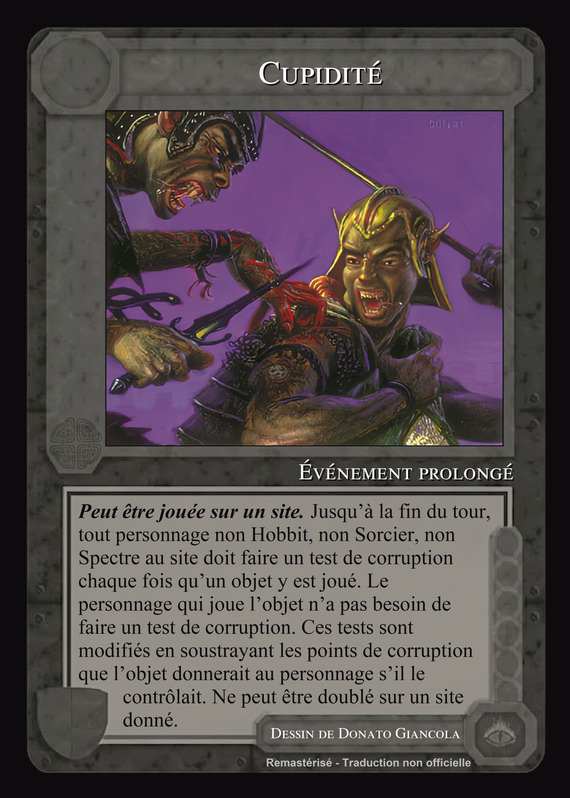 Cupidité
Événement prolongé
Peut être jouée sur un site. Jusqu'à la fin du tour,
tout personnage non Hobbit, non Sorcier, non
Spectre au site doit faire un test de corruption
chaque fois qu'un objet y est joué. Le
personnage qui joue l'objet n'a pas besoin de
faire un test de corruption. Ces tests sont
modifiés en soustrayant les points de corruption
que l'objet donnerait au personnage s'il le
contrôlait. Ne peut être doublé sur un site
donné.
Dessin de Donato Giancola
Remastérisé - Traduction non officielle